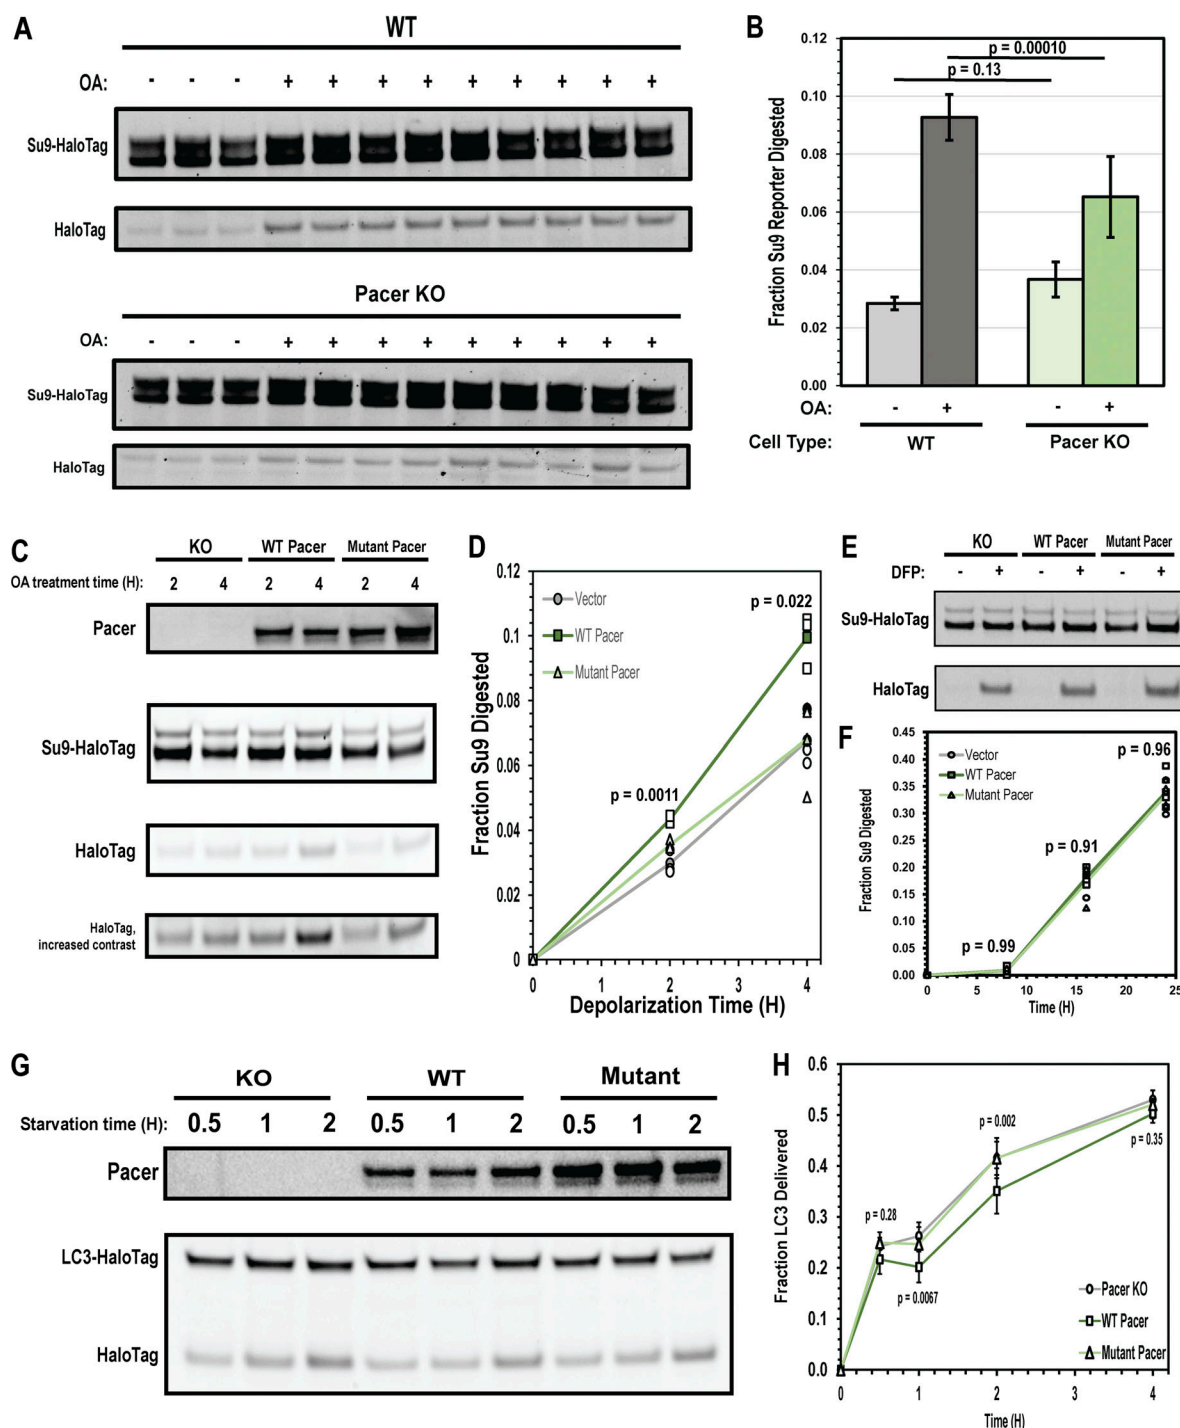 A
WT
OA: - - - + + + + + + + + +
Su9-HaloTag
HaloTag
Pacer KO
OA: - - - + + + + + + + + +
Su9-HaloTag
HaloTag
B
Fraction Su9 Reporter Digested
0.12
0.10
0.08
0.06
0.04
0.02
0.00
p = 0.00010
p = 0.13
OA: - + - +
Cell Type: WT Pacer KO
C
KO WT Pacer Mutant Pacer
OA treatment time (H): 2 4 2 4 2 4
Pacer
Su9-HaloTag
HaloTag
HaloTag,
increased contrast
D
Fraction Su9 Digested
0.12
0.1
0.08
0.06
0.04
0.02
0
Vector
WT Pacer
Mutant Pacer
p = 0.022
p = 0.0011
0 1 2 3 4
Depolarization Time (H)
E
KO WT Pacer Mutant Pacer
DFP: - + - + - +
Su9-HaloTag
HaloTag
F
Fraction Su9 Digested
0.45
0.40
0.35
0.30
0.25
0.20
0.15
0.10
0.05
0.00
Vector
WT Pacer
Mutant Pacer
p = 0.96
p = 0.91
p = 0.99
0 5 10 15 20 25
Time (H)
G
KO WT Mutant
Starvation time (H): 0.5 1 2 0.5 1 2 0.5 1 2
Pacer
LC3-HaloTag
HaloTag
H
Fraction LC3 Delivered
0.6
0.5
0.4
0.3
0.2
0.1
0.0
p = 0.28
p = 0.0067
p = 0.002
p = 0.35
Pacer KO
WT Pacer
Mutant Pacer
0 1 2 3 4
Time (H)